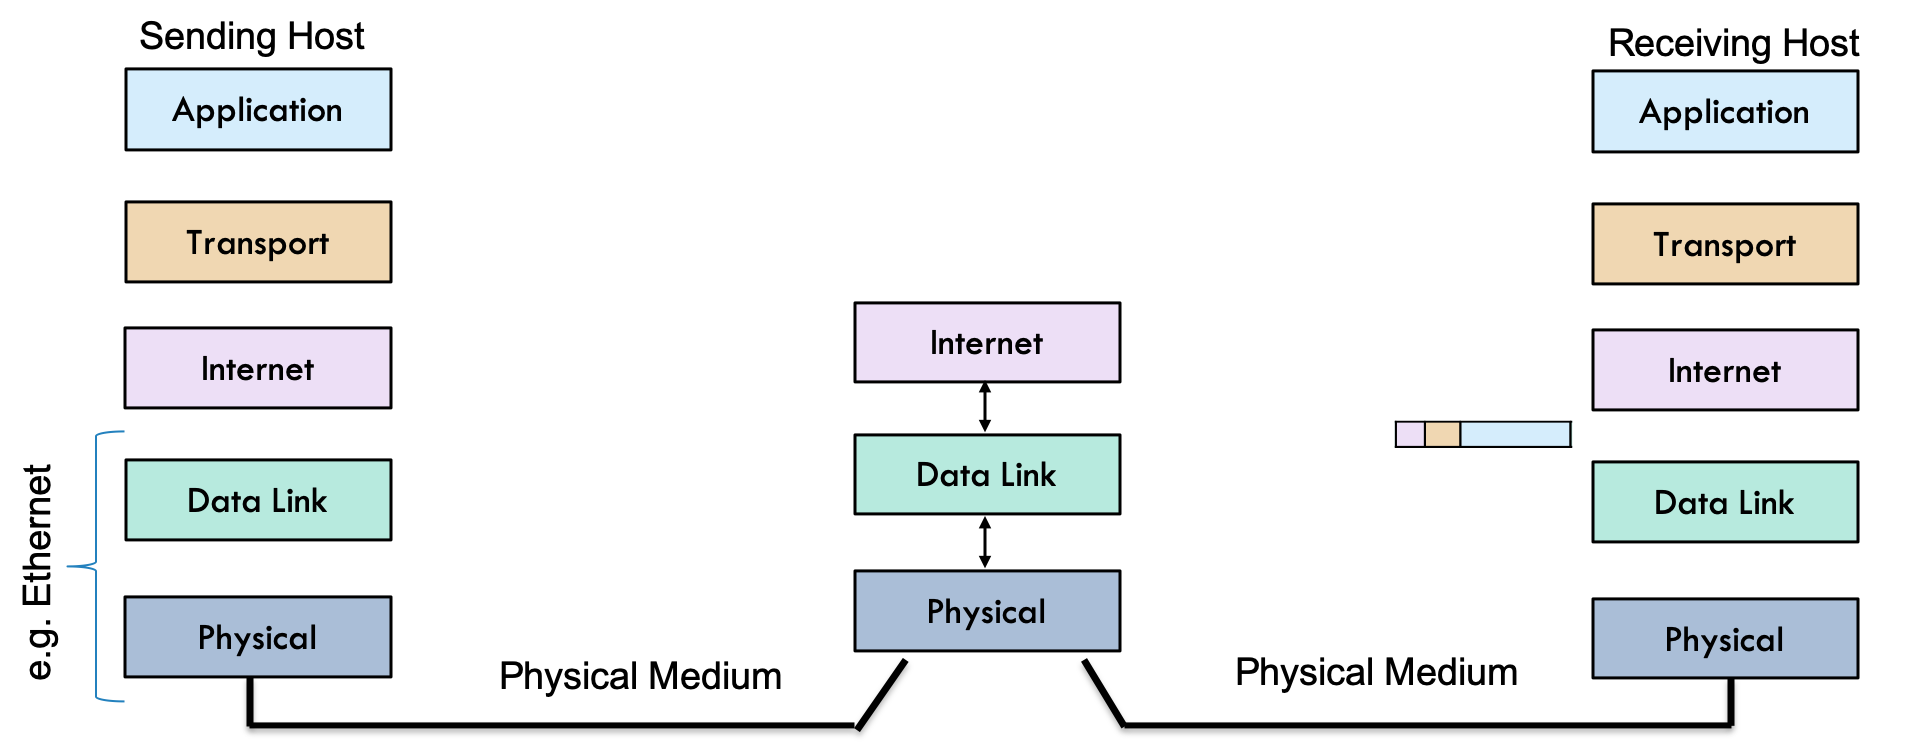 Sending Host
Application
Transport
Internet
Data Link
Physical
e.g. Ethernet
Physical Medium
Internet
Data Link
Physical
Physical Medium
Receiving Host
Application
Transport
Internet
Data Link
Physical